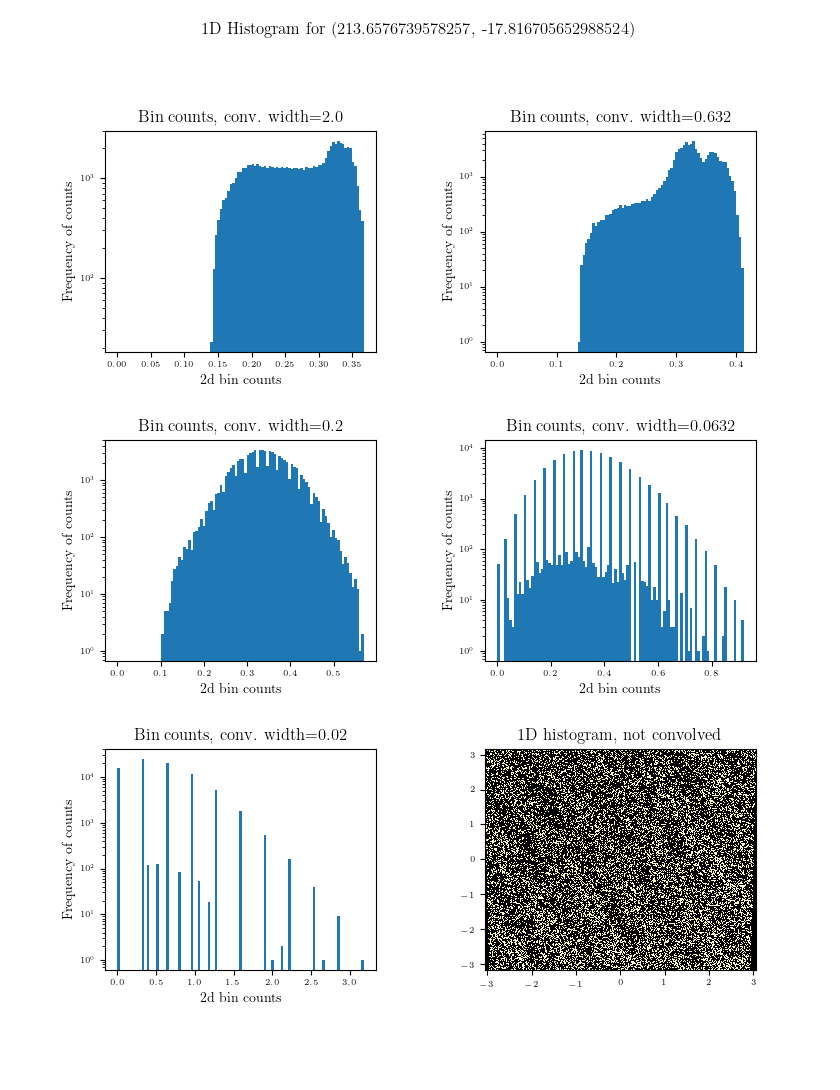 1D Histogram for (213.6576739578257, -17.816705652988524)
Bin counts, conv. width=2.0
Frequency of counts
10³
10²
0.00 0.05 0.10 0.15 0.20 0.25 0.30 0.35
2d bin counts
Bin counts, conv. width=0.632
Frequency of counts
10³
10²
10¹
10⁰
0.0 0.1 0.2 0.3 0.4
2d bin counts
Bin counts, conv. width=0.2
Frequency of counts
10³
10²
10¹
10⁰
0.0 0.1 0.2 0.3 0.4 0.5
2d bin counts
Bin counts, conv. width=0.0632
Frequency of counts
10⁴
10³
10²
10¹
10⁰
0.0 0.2 0.4 0.6 0.8
2d bin counts
Bin counts, conv. width=0.02
Frequency of counts
10⁴
10³
10²
10¹
10⁰
0.0 0.5 1.0 1.5 2.0 2.5 3.0
2d bin counts
1D histogram, not convolved
3
2
1
0
−1
−2
−3
−3 −2 −1 0 1 2 3